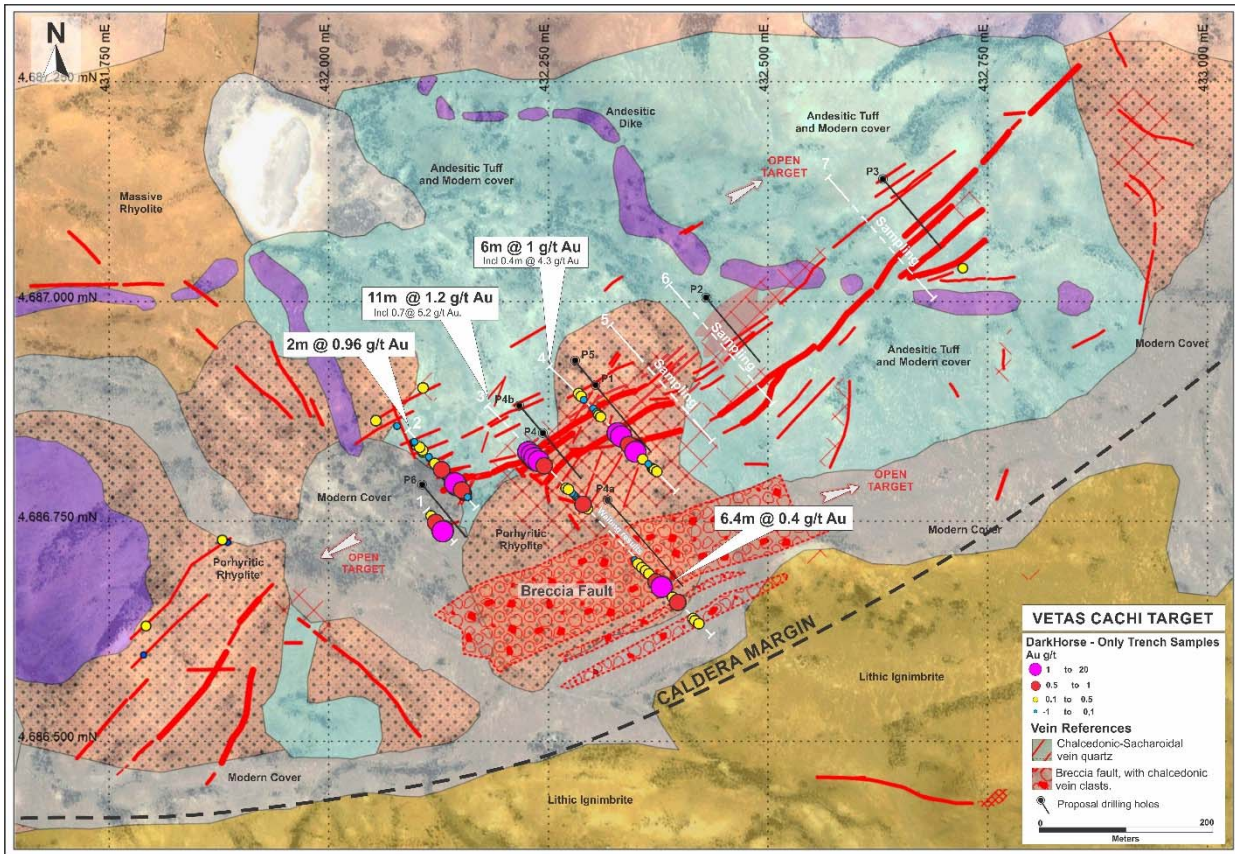 N
431.750 mE
432.000 mE
432.250 mE
432.500 mE
432.750 mE
433.000 mE
4,687.250 mN
4,687.000 mN
4,686.750 mN
4,686.500 mN
Andesitic
Dike
Andesitic Tuff
and Modern cover
Andesitic Tuff
and Modern cover
Massive
Rhyolite
OPEN
TARGET
7
P3
Sampling
6m @ 1 g/t Au
Incl 0.4m @ 4.3 g/t Au
11m @ 1.2 g/t Au
Incl 0.7@ 5.2 g/t Au.
2m @ 0.96 g/t Au
6
P2
Sampling
5
Sampling
4
P5
P1
3
P4b
P4
2
Andesitic Tuff
and Modern cover
Modern Cover
P6
1
Modern Cover
P4a
OPEN
TARGET
6.4m @ 0.4 g/t Au
Modern Cover
Porhyritic
Rhyolite
Porhyritic
Rhyolite
OPEN
TARGET
Breccia Fault
CALDERA MARGIN
Lithic Ignimbrite
Modern Cover
Lithic Ignimbrite
VETAS CACHI TARGET
DarkHorse - Only Trench Samples
Au g/t
1 to 20
0.5 to 1
0.1 to 0.5
-1 to 0.1
Vein References
Chalcedonic-Sacharoidal
vein quartz
Breccia fault, with chalcedonic
vein clasts.
Proposal drilling holes
0 200
Meters